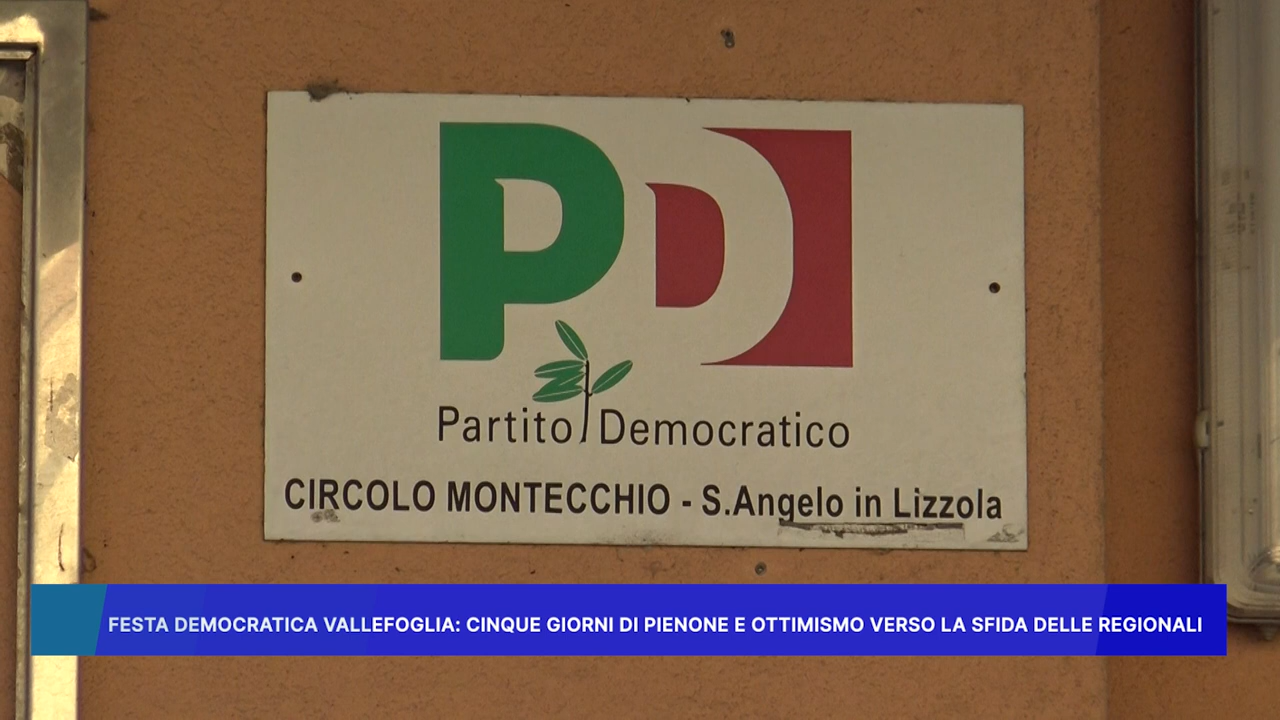 PD
Partito Democratico
CIRCOLO MONTECCHIO - S.Angelo in Lizzola
FESTA DEMOCRATICA VALLEFOGLIA: CINQUE GIORNI DI PIENONE E OTTIMISMO VERSO LA SFIDA DELLE REGIONALI